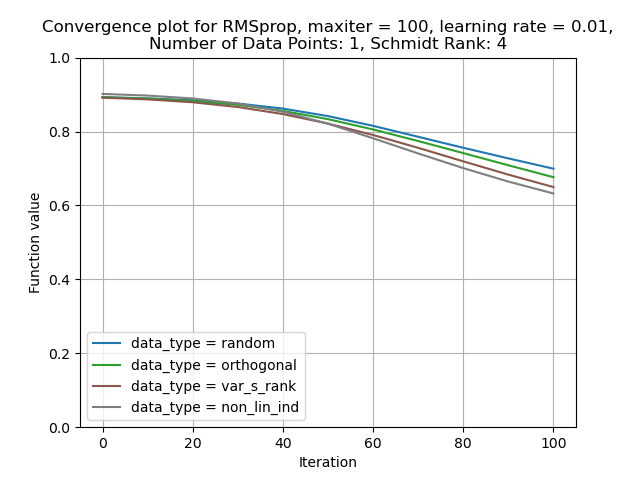 Convergence plot for RMSprop, maxiter = 100, learning rate = 0.01,
Number of Data Points: 1, Schmidt Rank: 4
1.0
0.8
0.6
0.4
0.2
0.0
Function value
data_type = random
data_type = orthogonal
data_type = var_s_rank
data_type = non_lin_ind
0 20 40 60 80 100
Iteration